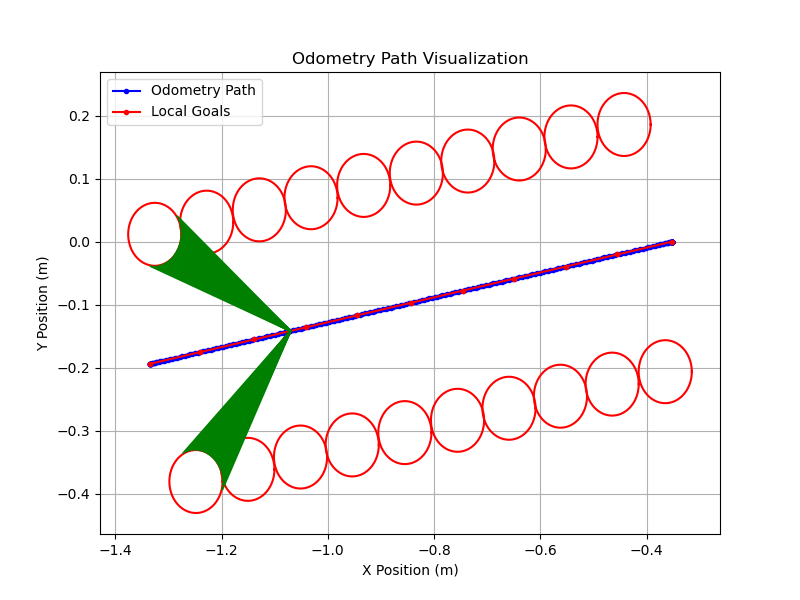 Odometry Path Visualization
Odometry Path
Local Goals
Y Position (m)
0.2
0.1
0.0
−0.1
−0.2
−0.3
−0.4
−1.4 −1.2 −1.0 −0.8 −0.6 −0.4
X Position (m)